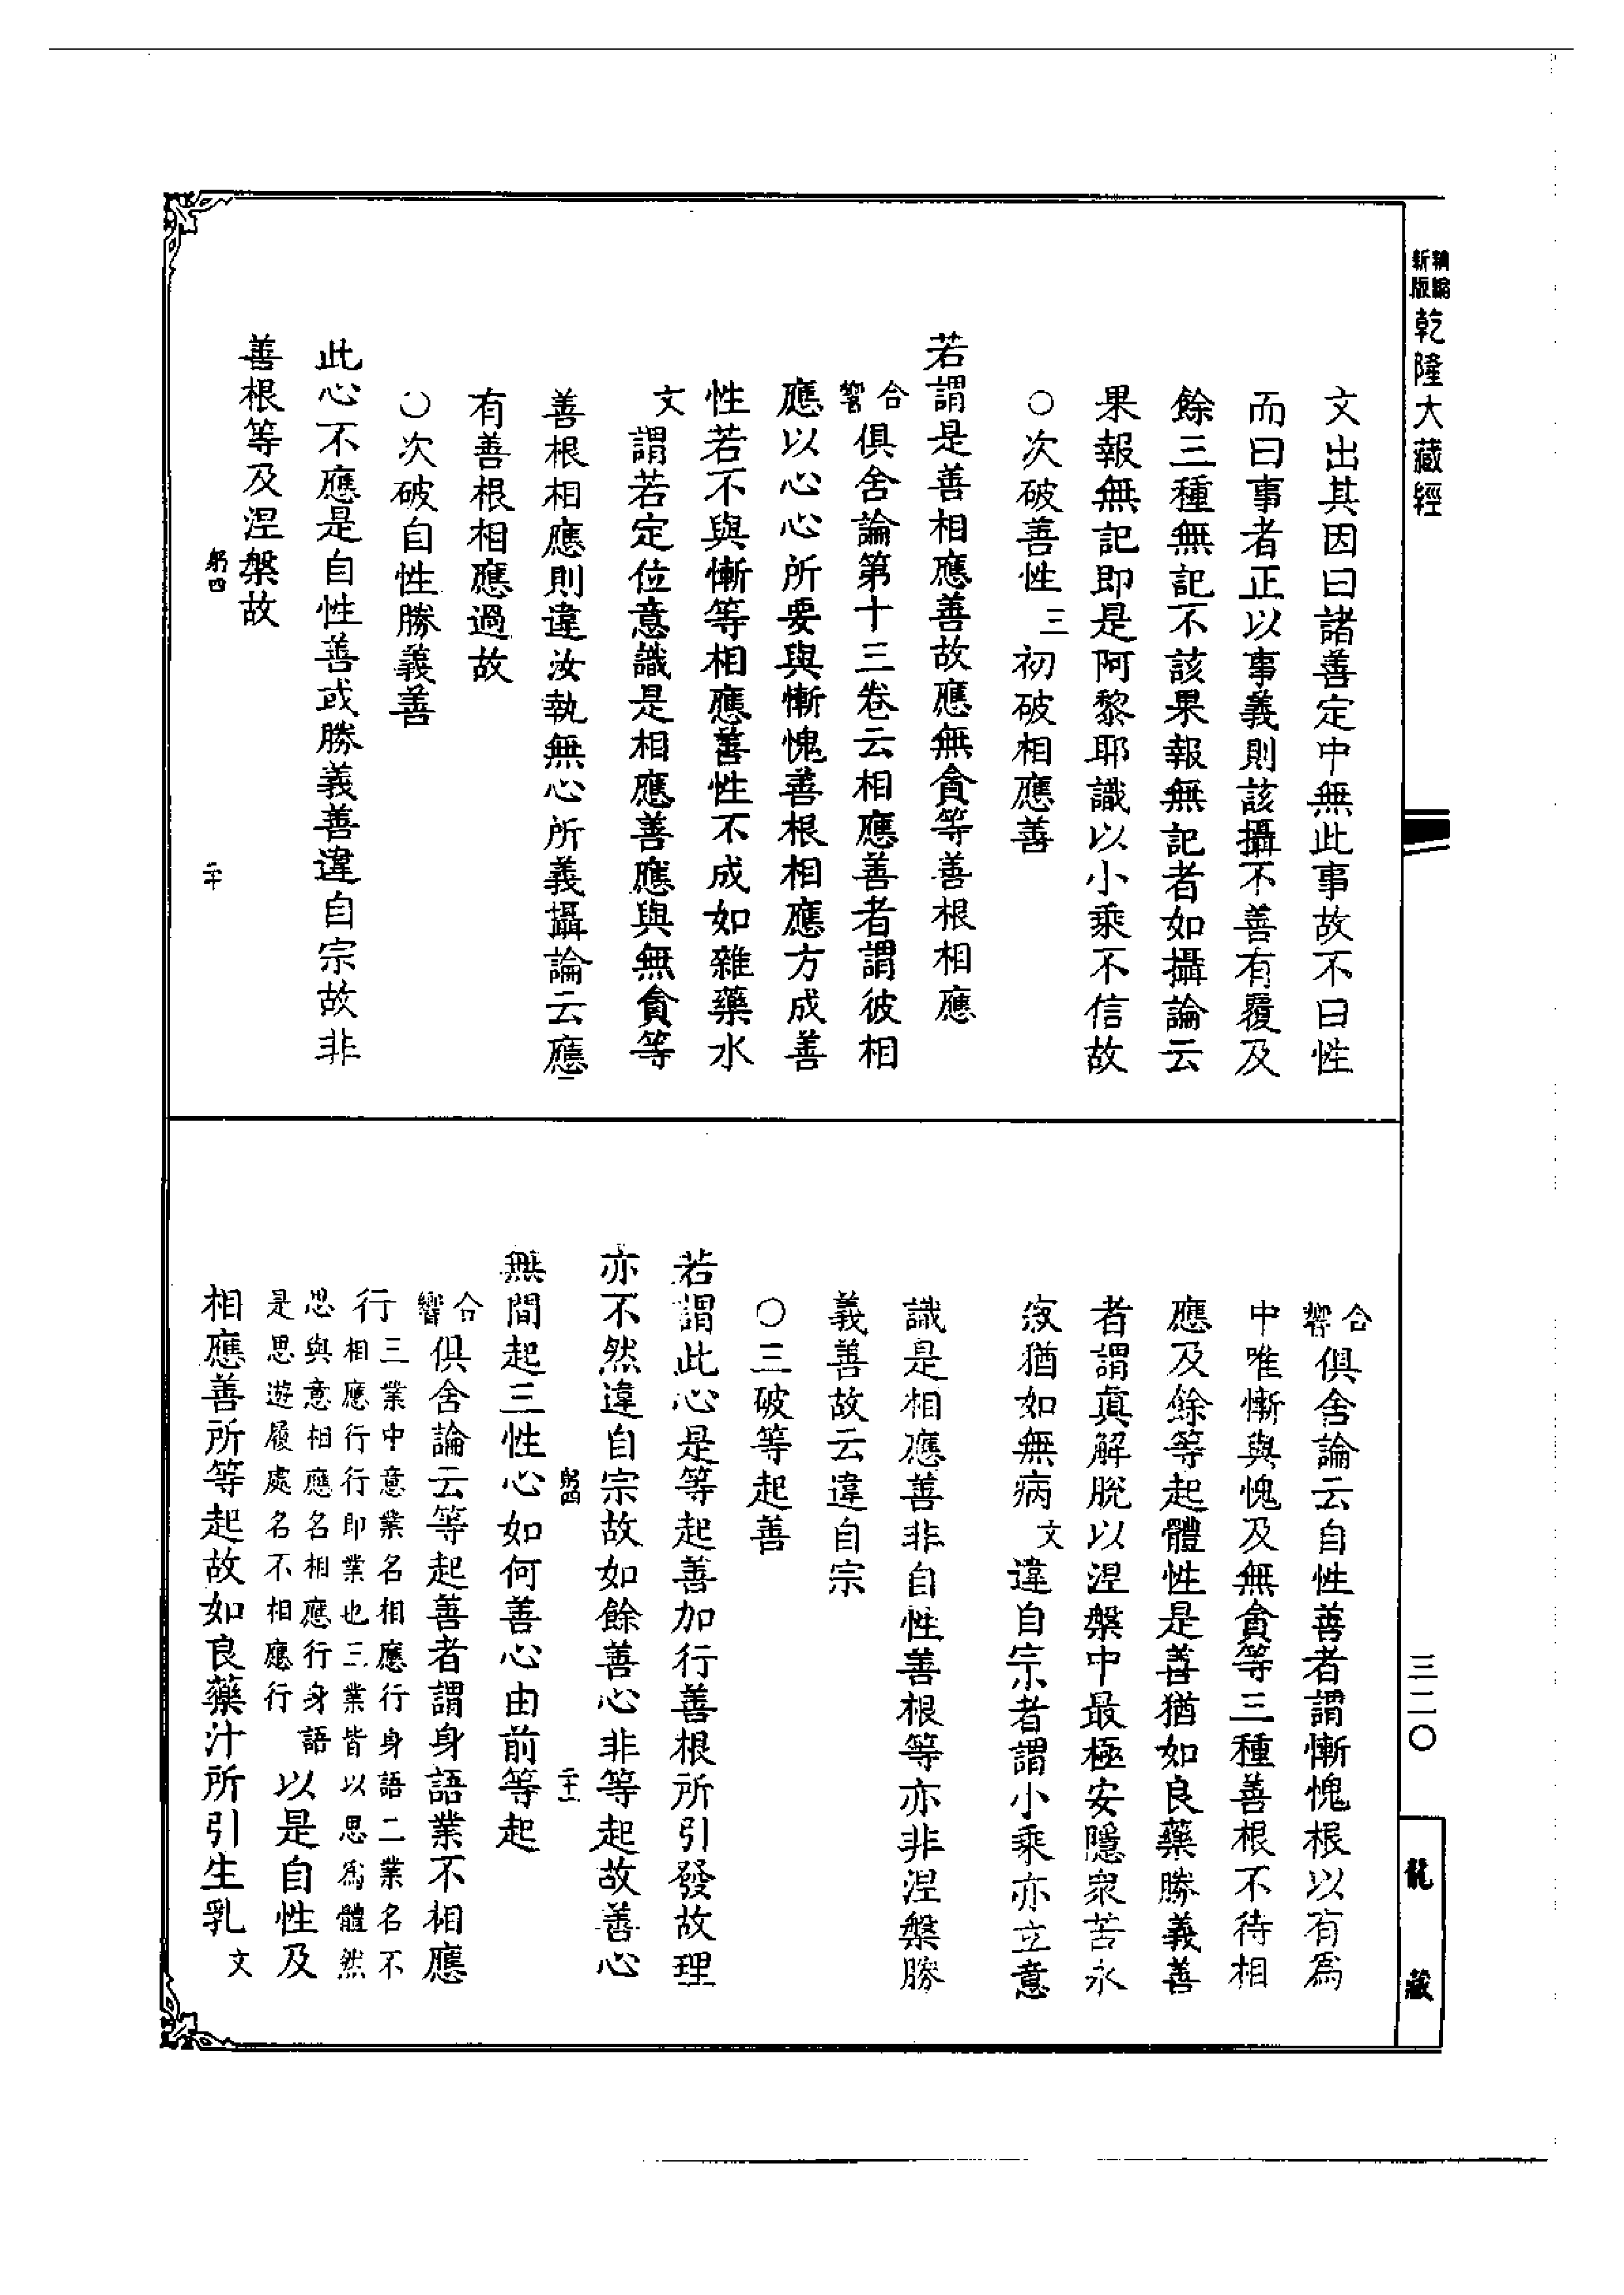 新版精縮乾隆大藏經
文出其因曰諸善定中無此事故不曰性
而曰事者正以事義則該攝不善有覆及
餘三種無記不該果報無記者如攝論云
果報無記即是阿黎耶識以小乘不信故
○次破善性三初破相應善
若謂是善相應善故應無貪等善根相應
合響俱舍論第十三卷云相應善者謂彼相
應以心心所要與慚愧善根相應方成善
性若不與慚等相應善性不成如雜藥水
文謂若定位意識是相應善應與無貪等
善根相應則違汝執無心所義攝論云應
有善根相應過故
○次破自性勝義善
此心不應是自性善或勝義善違自宗故非
善根等及涅槃故
躬四
二十
合響俱舍論云自性善者謂慚愧根以有為
中唯慚與愧及無貪等三種善根不待相
應及餘等起體性是善猶如良藥勝義善
者謂真解脫以涅槃中最極安隱眾苦永
寂猶如無病文違自宗者謂小乘亦立意
識是相應善非自性善根等亦非涅槃勝
義善故云違自宗
○三破等起善
若謂此心是等起善加行善根所引發故理
亦不然違自宗故如餘善心非等起故善心
躬四
二十一
無間起三性心如何善心由前等起
合響俱舍論云等起善者謂身語業不相應
行三業中意業名相應行身語二業名不
相應行行即業也三業皆以思為體然
思與意相應名相應行身語
是思遊履處名不相應行
以是自性及
相應善所等起故如良藥汁所引生乳文
三二〇
龍藏